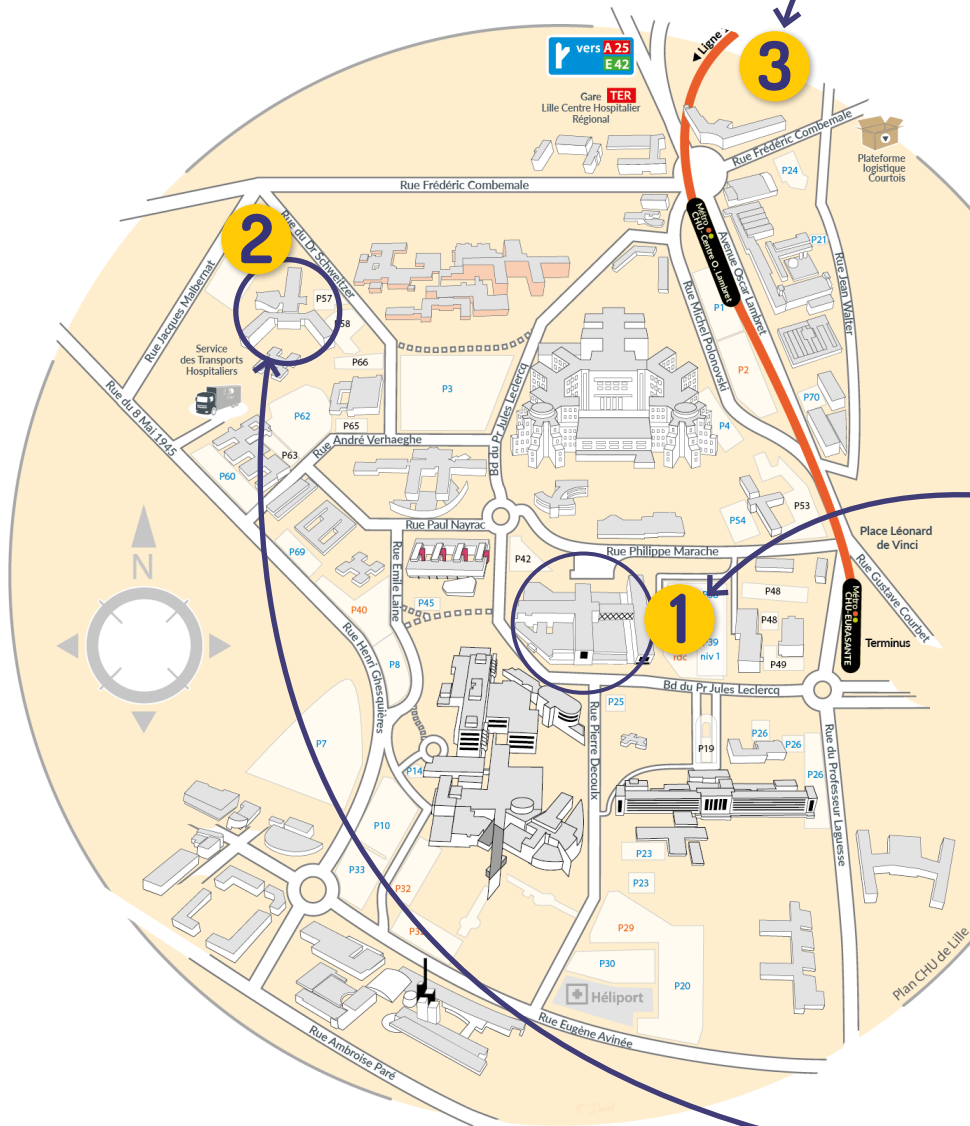 Ligne 1
3
vers A 25
E 42
Gare TER
Lille Centre Hospitalier
Régional
Rue Frédéric Combemale
Plateforme
logistique
Courtois
P24
Rue Frédéric Combemale
Métro
CHU- Centre O. Lambret
Avenue Oscar Lambret
P21
Rue Jean Walter
2
Rue du Dr Schweitzer
Rue Jacques Malbernat
P57
P58
P1
Rue Michel Polonovski
Service
des Transports
Hospitaliers
P66
P3
P2
Rue du 8 Mai 1945
P62
P65
Bd du Pr Jules Leclercq
P70
P4
Rue André Verhaeghe
P63
P60
P53
P54
Rue Paul Nayrac
Place Léonard
de Vinci
Rue Philippe Marache
P42
P69
Rue Emile Laine
Rue Gustave Courbet
P48
Métro
CHU-EURASANTE
P40
P45
1
P48
Terminus
N
P39
rdc
niv 1
P49
Rue Henri Ghesquières
P8
Bd du Pr Jules Leclercq
P25
Rue Pierre Decoulx
P7
P19
P26
P26
P26
Rue du Professeur Laguesse
P14
P10
P23
P33
P32
P23
P32
P29
P30
P20
Héliport
Plan CHU de Lille
Rue Eugène Avinée
Rue Ambroise Paré